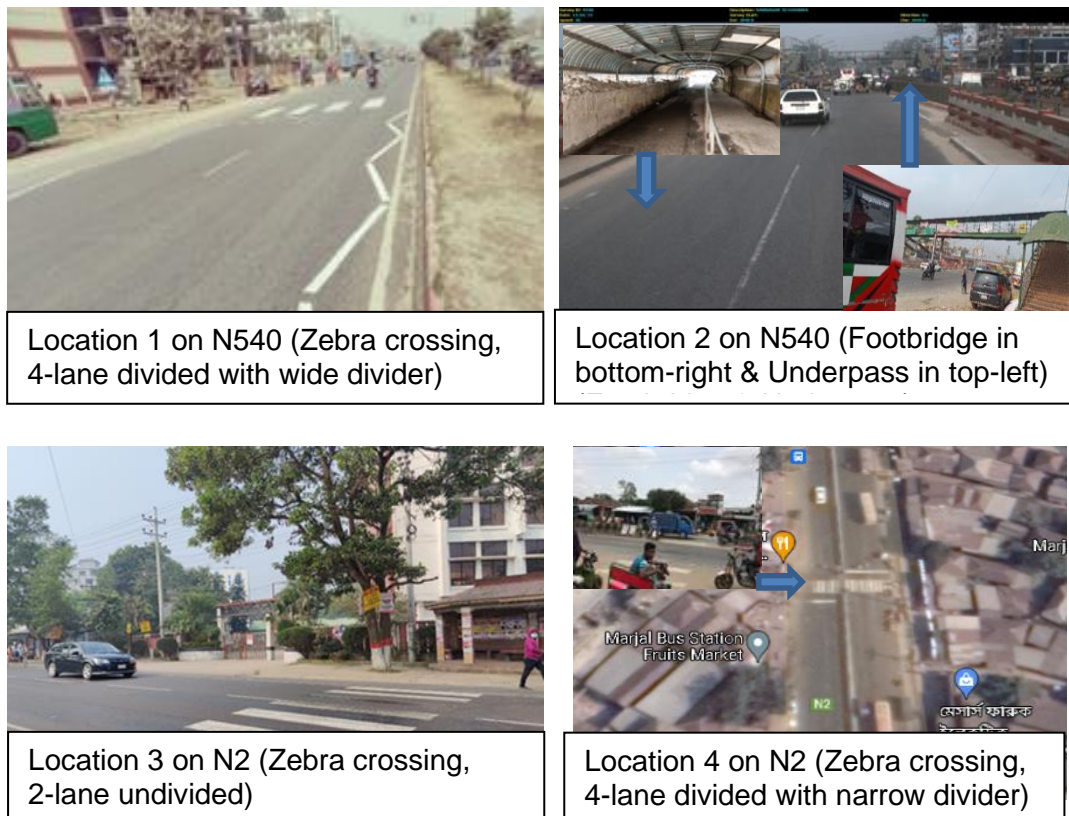 Location 1 on N540 (Zebra crossing,
4-lane divided with wide divider)
Location 2 on N540 (Footbridge in
bottom-right & Underpass in top-left)
Location 3 on N2 (Zebra crossing,
2-lane undivided)
Marj
Marjal Bus Station
Fruits Market
N2
মেসার্স ফারুক
Location 4 on N2 (Zebra crossing,
4-lane divided with narrow divider)